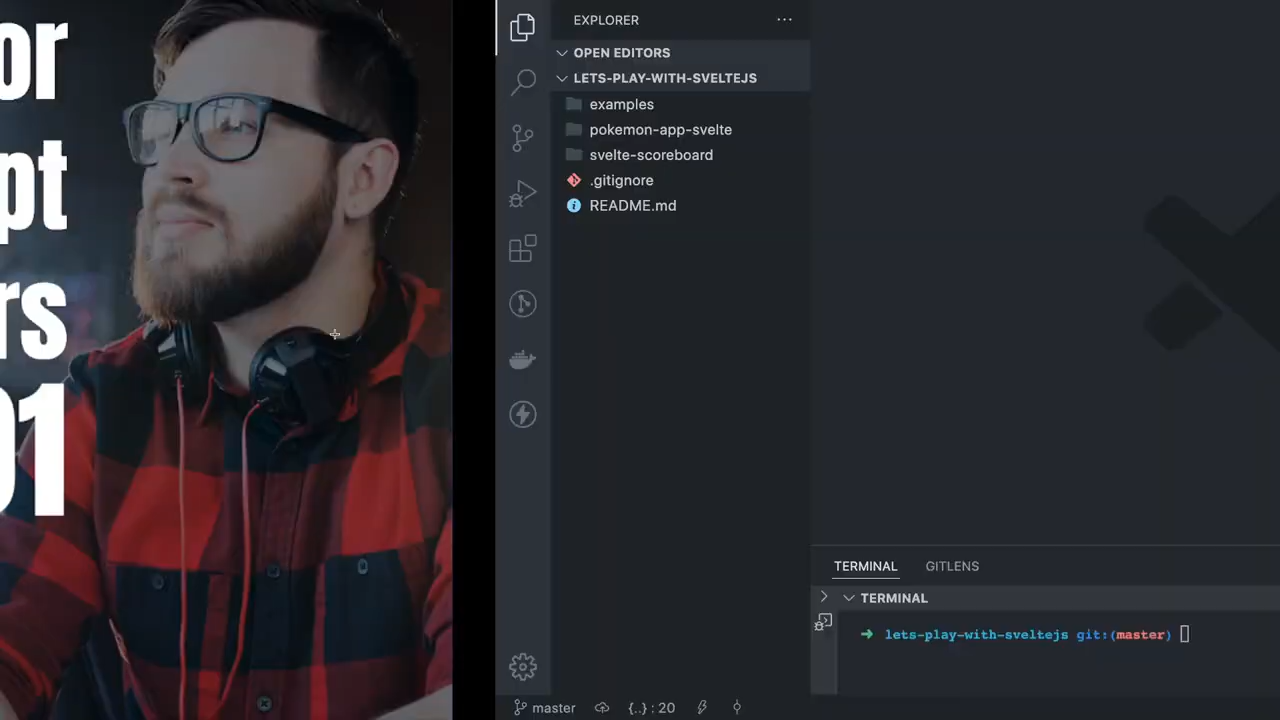 or
pt
rs
01
EXPLORER
OPEN EDITORS
LETS-PLAY-WITH-SVELTEJS
examples
pokemon-app-svelte
svelte-scoreboard
.gitignore
README.md
TERMINAL GITLENS
TERMINAL
➜ lets-play-with-sveltejs git:(master)
master {..} : 20